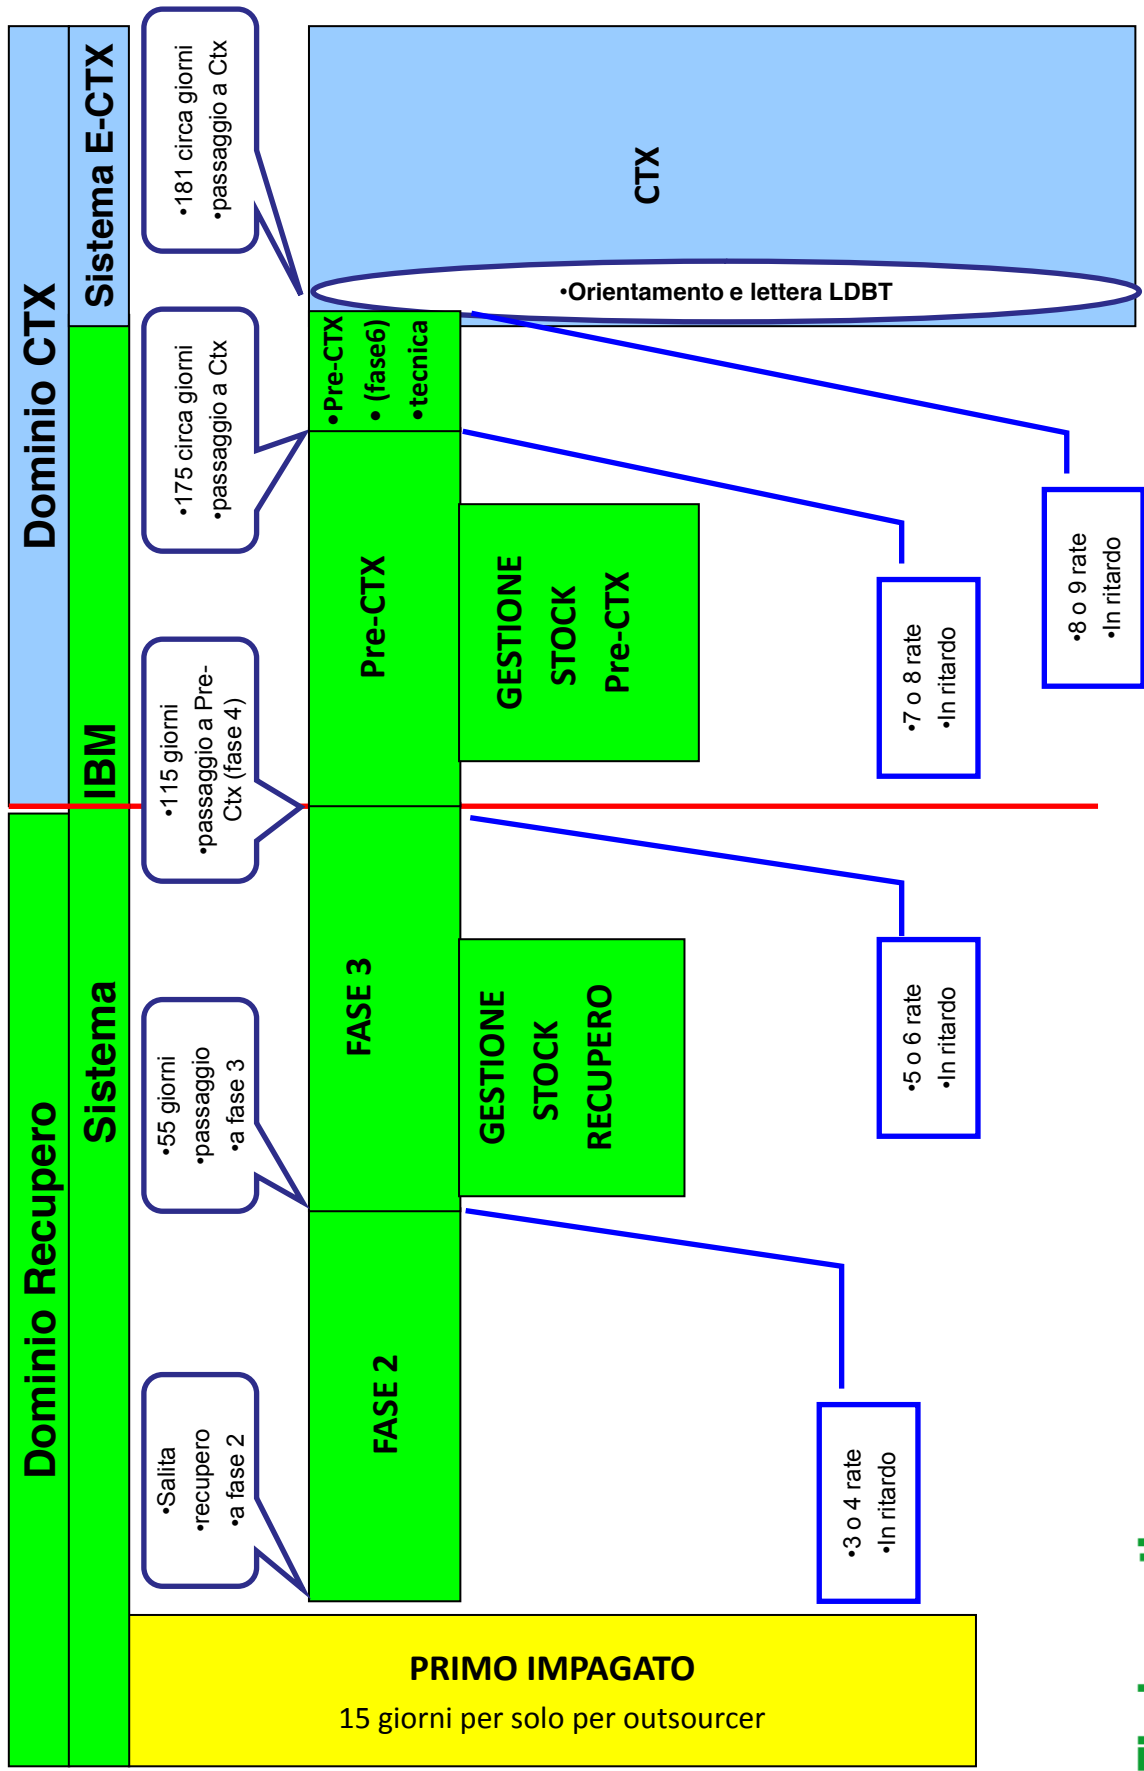 Dominio Recupero
Dominio CTX
Sistema
IBM
Sistema E-CTX
•Salita
•recupero
•a fase 2
•55 giorni
•passaggio
•a fase 3
•115 giorni
•passaggio a Pre-
Ctx (fase 4)
•175 circa giorni
•passaggio a Ctx
•181 circa giorni
•passaggio a Ctx
PRIMO IMPAGATO
15 giorni per solo per outsourcer
FASE 2
FASE 3
Pre-CTX
•Pre-CTX
• (fase6)
•tecnica
•Orientamento e lettera LDBT
CTX
GESTIONE
STOCK
RECUPERO
GESTIONE
STOCK
Pre-CTX
•3 o 4 rate
•In ritardo
•5 o 6 rate
•In ritardo
•7 o 8 rate
•In ritardo
•8 o 9 rate
•In ritardo